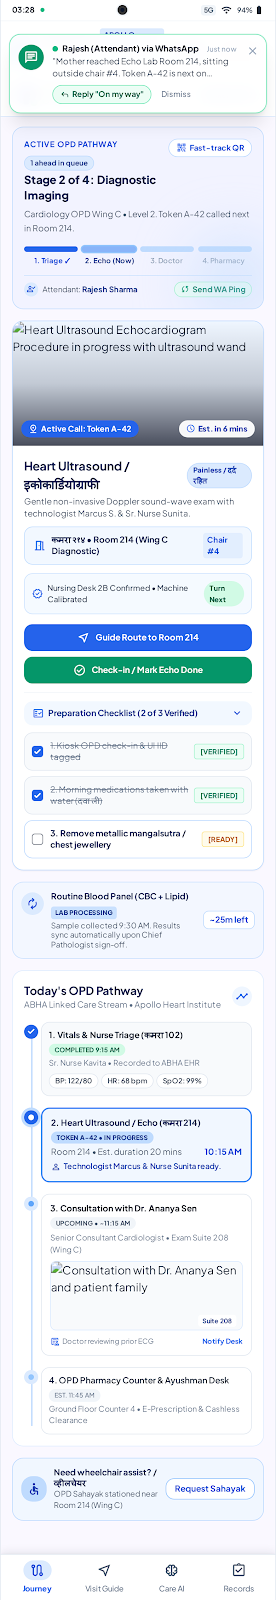 03:28
5G
94%
Rajesh (Attendant) via WhatsApp Just now
"Mother reached Echo Lab Room 214, sitting
outside chair #4. Token A-42 is next on...
Reply "On my way" Dismiss
ACTIVE OPD PATHWAY
Fast-track QR
1 ahead in queue
Stage 2 of 4: Diagnostic
Imaging
Cardiology OPD Wing C • Level 2. Token A-42 called next
in Room 214.
1. Triage ✓ 2. Echo (Now) 3. Doctor 4. Pharmacy
Attendant: Rajesh Sharma
Send WA Ping
Heart Ultrasound Echocardiogram
Procedure in progress with ultrasound wand
Active Call: Token A-42
Est. in 6 mins
Heart Ultrasound /
इकोकार्डियोग्राफी
Painless / दर्द
रहित
Gentle non-invasive Doppler sound-wave exam with
technologist Marcus S. & Sr. Nurse Sunita.
कमरा २१४ • Room 214 (Wing C
Diagnostic)
Chair
#4
Nursing Desk 2B Confirmed • Machine
Calibrated
Turn
Next
Guide Route to Room 214
Check-in / Mark Echo Done
Preparation Checklist (2 of 3 Verified)
1. Kiosk OPD check-in & UHID
tagged
[VERIFIED]
2. Morning medications taken with
water (दवा ली)
[VERIFIED]
3. Remove metallic mangalsutra /
chest jewellery
[READY]
Routine Blood Panel (CBC + Lipid)
LAB PROCESSING
Sample collected 9:30 AM. Results
sync automatically upon Chief
Pathologist sign-off.
~25m left
Today's OPD Pathway
ABHA Linked Care Stream • Apollo Heart Institute
1. Vitals & Nurse Triage (कमरा 102)
COMPLETED 9:15 AM
Sr. Nurse Kavita • Recorded to ABHA EHR
BP: 122/80 HR: 68 bpm SpO2: 99%
2. Heart Ultrasound / Echo (कमरा 214)
TOKEN A-42 • IN PROGRESS
Room 214 • Est. duration 20 mins 10:15 AM
Technologist Marcus & Nurse Sunita ready.
3. Consultation with Dr. Ananya Sen
UPCOMING • ~11:15 AM
Senior Consultant Cardiologist • Exam Suite 208
(Wing C)
Consultation with Dr. Ananya Sen
and patient family
Suite 208
Doctor reviewing prior ECG Notify Desk
4. OPD Pharmacy Counter & Ayushman Desk
EST. 11:45 AM
Ground Floor Counter 4 • E-Prescription & Cashless
Clearance
Need wheelchair assist? /
व्हीलचेयर
OPD Sahayak stationed near
Room 214 (Wing C)
Request Sahayak
Journey Visit Guide Care AI Records